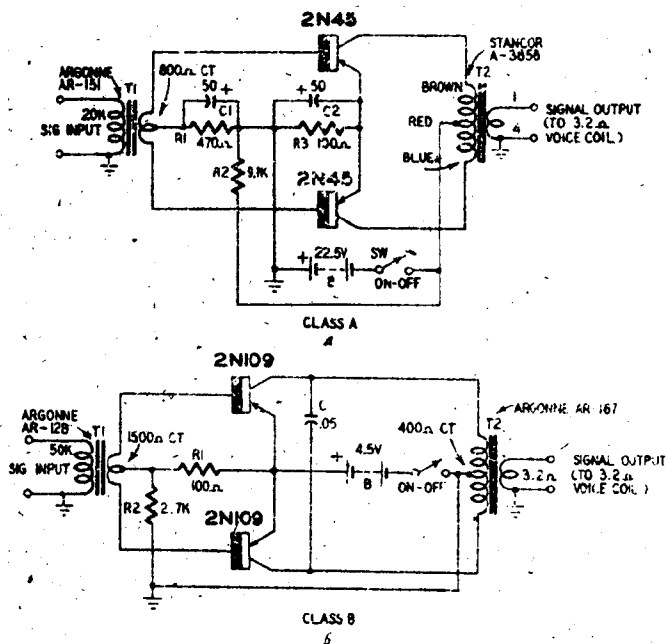 2N45
STANCOR
A-3858
ARGONNE
AR-151
T1
800Ω CT
20K
SIG INPUT
50
C1
+
R1
470Ω
R2
9.1K
+
50
C2
R3
130Ω
BROWN
RED
BLUE
T2
1
4
SIGNAL OUTPUT
(TO 3.2Ω
VOICE COIL)
2N45
+
22.5V
SW
ON-OFF
CLASS A
A
2N109
ARGONNE
AR-128
T1
50K
SIG INPUT
1500Ω CT
R1
100Ω
R2
2.7K
C
.05
+
4.5V
B
ON-OFF
400Ω CT
T2
ARGONNE AR-167
3.2Ω
SIGNAL OUTPUT
(TO 3.2Ω
VOICE COIL)
2N109
CLASS B